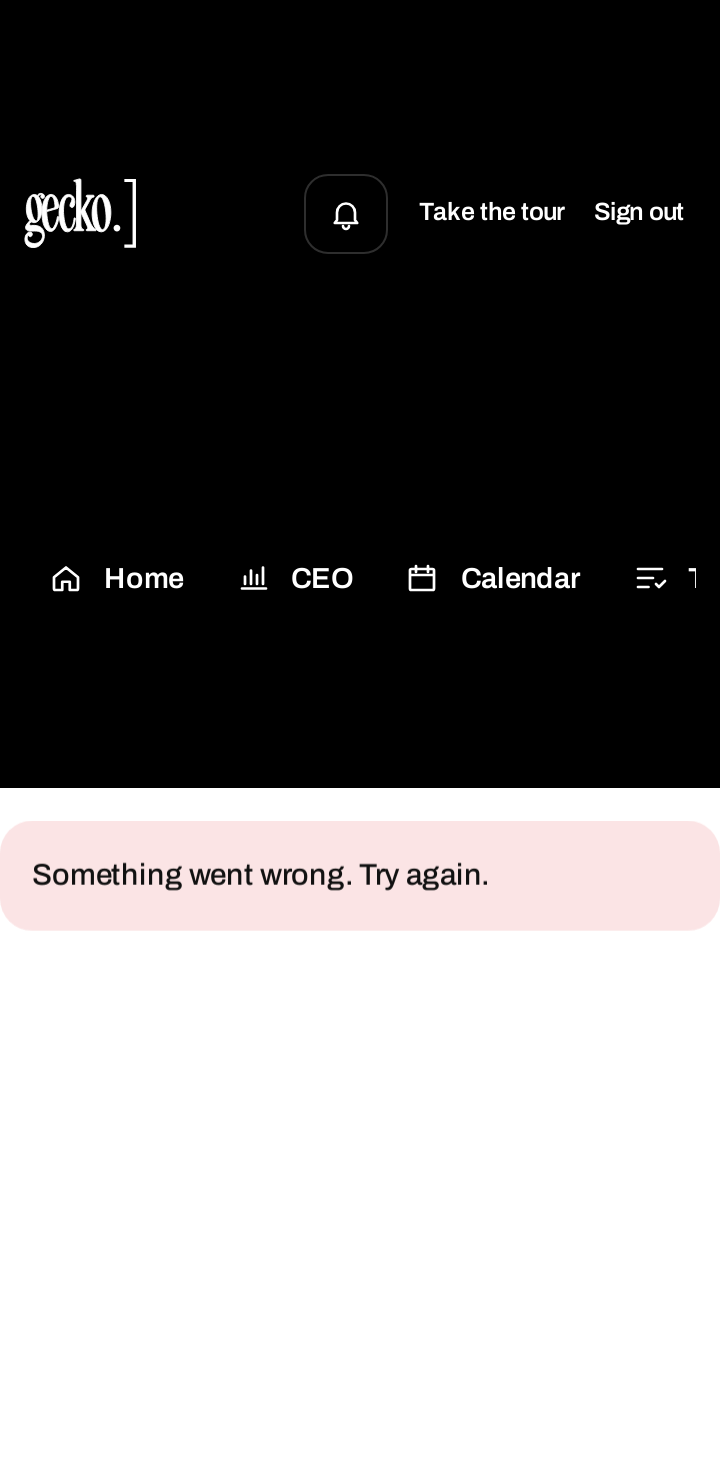 gecko.]
Take the tour
Sign out
Home
CEO
Calendar
Something went wrong. Try again.